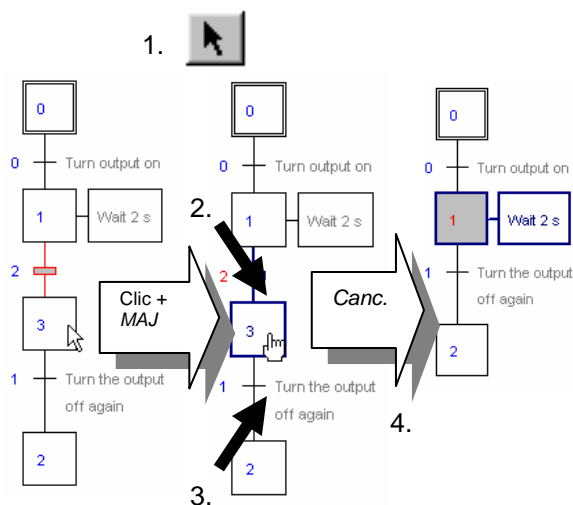 1.
0
0 Turn output on
1 Wait 2 s
2
3
1 Turn the output
off again
2
Clic +
MAJ
0
0 Turn output on
2.
1 Wait 2 s
2
3
1 Turn the output
off again
2
3.
Canc.
0
0 Turn output on
1 Wait 2 s
1 Turn the output
off again
2
4.